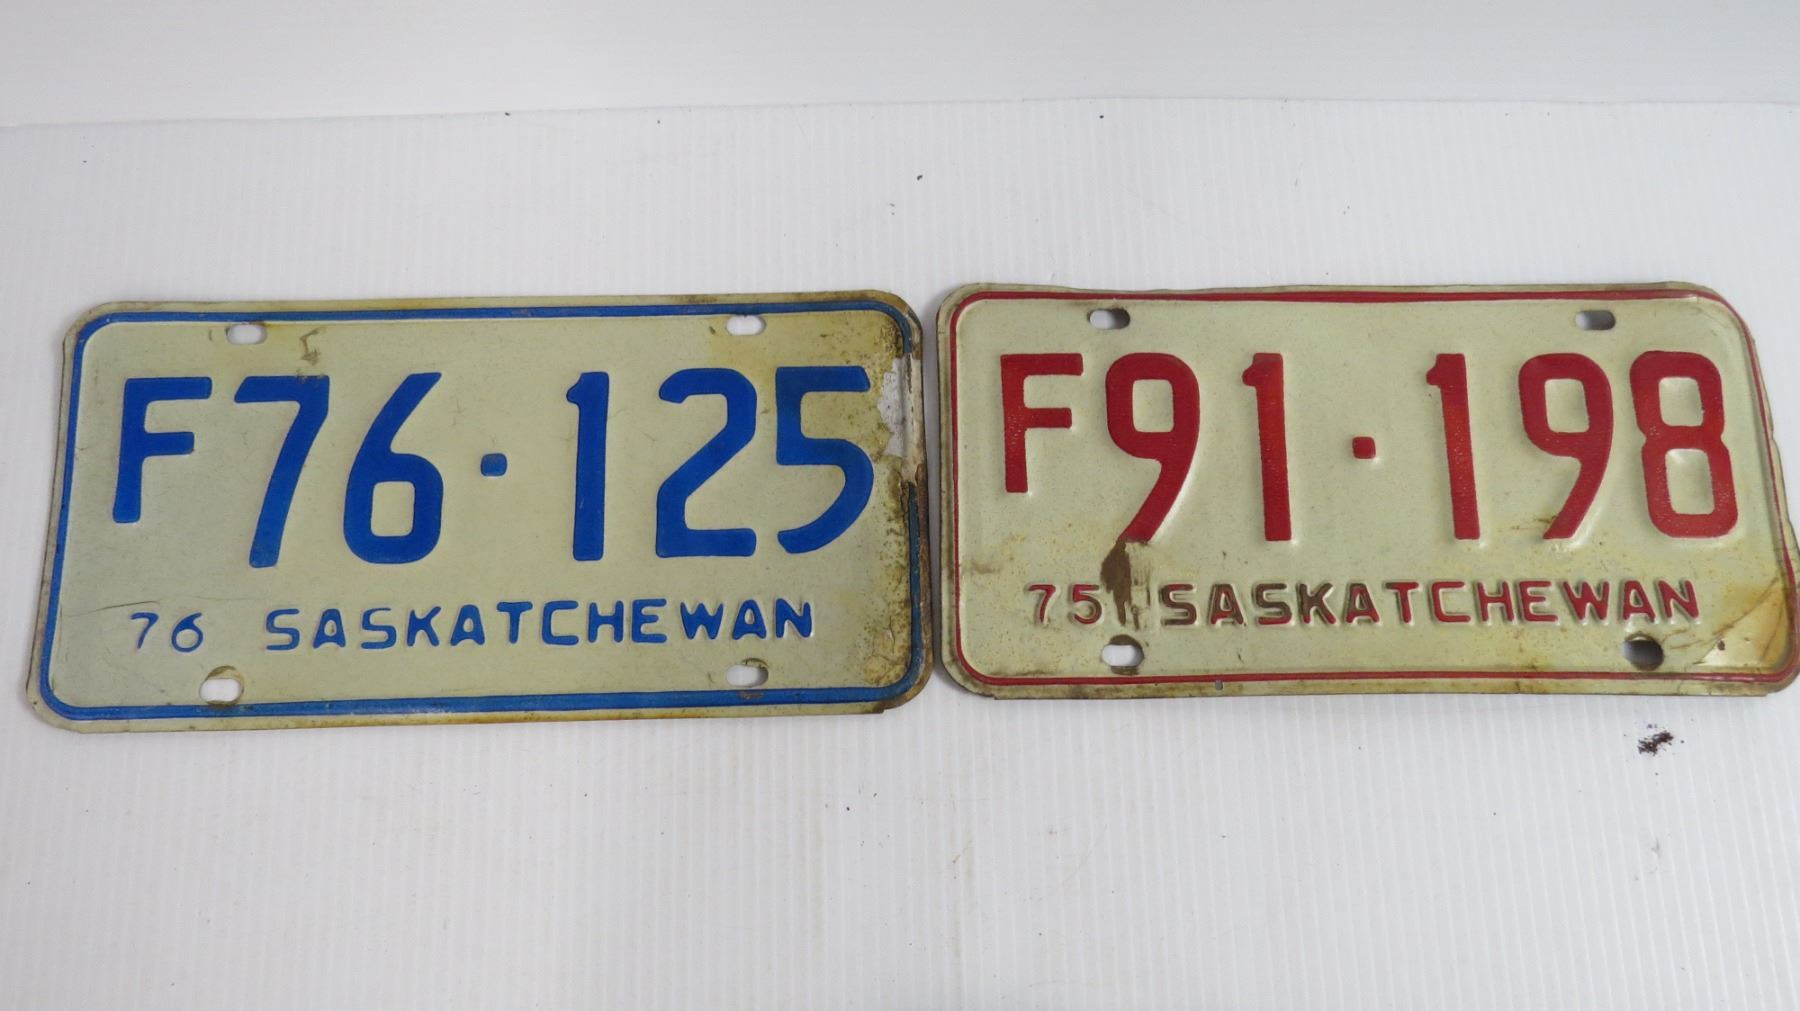 F76·125
76 SASKATCHEWAN
F91·198
75 SASKATCHEWAN